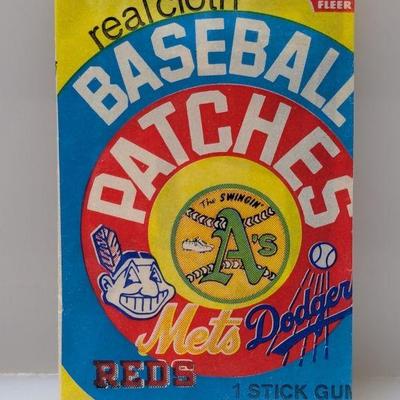 FLEER
real cloth
BASEBALL
PATCHES
The SWINGIN'
A's
Mets
Dodgers
REDS
1 STICK GUM